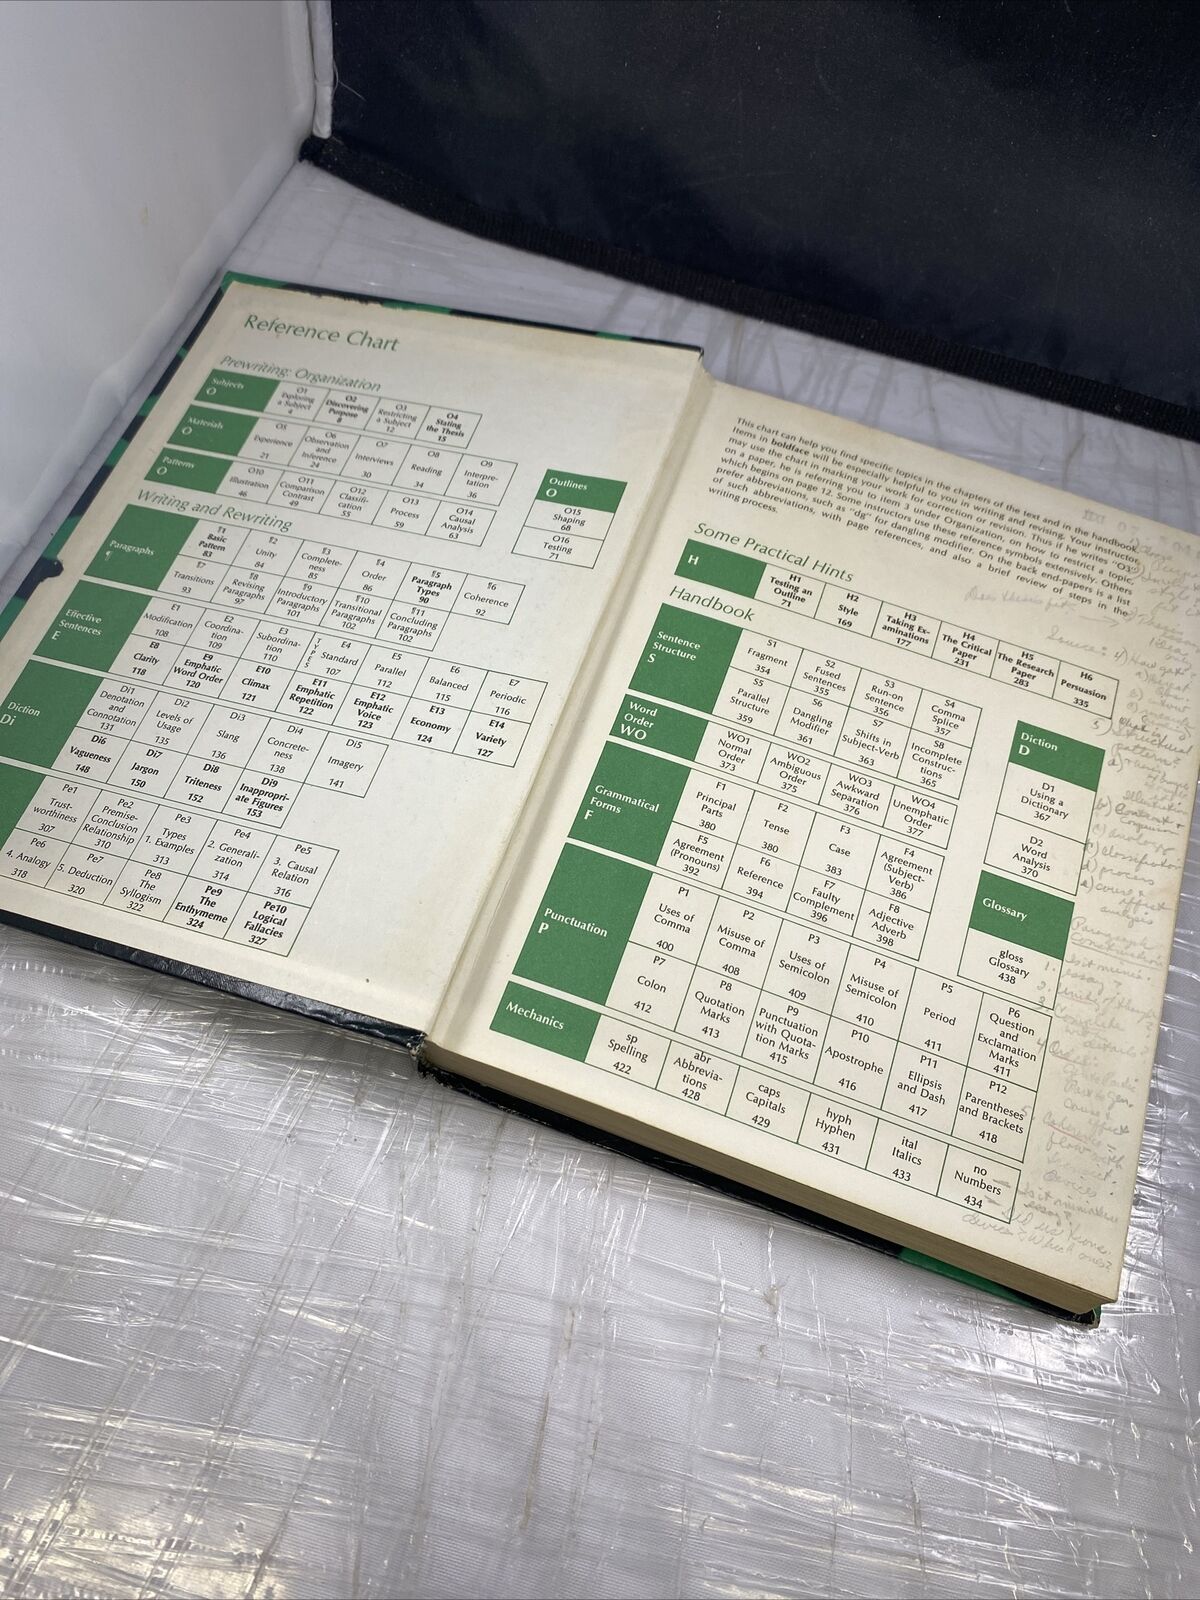 Reference Chart
Prewriting: Organization
Subjects
O
O1
Exploring
a Subject
4
O2
Discovering
Purpose
8
O3
Restricting
a Subject
12
O4
Stating
the Thesis
15
Materials
O
O5
Experience
21
O6
Observation
and
Inference
24
O7
Interviews
30
O8
Reading
34
O9
Interpre-
tation
36
Patterns
O
O10
Illustration
46
O11
Comparison
Contrast
49
O12
Classifi-
cation
55
O13
Process
59
O14
Causal
Analysis
63
Outlines
O
O15
Shaping
68
O16
Testing
71
Writing and Rewriting
Paragraphs
¶
¶1
Basic
Pattern
83
¶2
Unity
84
¶3
Complete-
ness
85
¶4
Order
86
¶5
Paragraph
Types
90
¶6
Coherence
92
¶7
Transitions
93
¶8
Revising
Paragraphs
97
¶9
Introductory
Paragraphs
101
¶10
Transitional
Paragraphs
102
¶11
Concluding
Paragraphs
102
Effective
Sentences
E
E1
Modification
108
E2
Coordina-
tion
109
E3
Subordina-
tion
110
TYPES
E4
Standard
107
E5
Parallel
112
E6
Balanced
115
E7
Periodic
116
E8
Clarity
118
E9
Emphatic
Word Order
120
E10
Climax
121
E11
Emphatic
Repetition
122
E12
Emphatic
Voice
123
E13
Economy
124
E14
Variety
127
Diction
Di
Di1
Denotation
and
Connotation
131
Di2
Levels of
Usage
135
Di3
Slang
136
Di4
Concrete-
ness
138
Di5
Imagery
141
Di6
Vagueness
148
Di7
Jargon
150
Di8
Triteness
152
Di9
Inappropri-
ate Figures
153
Pe1
Trust-
worthiness
307
Pe2
Premise-
Conclusion
Relationship
310
Pe3
Types
1. Examples
313
Pe4
2. Generali-
zation
314
Pe5
3. Causal
Relation
316
Pe6
4. Analogy
318
Pe7
5. Deduction
320
Pe8
The
Syllogism
322
Pe9
The
Enthymeme
324
Pe10
Logical
Fallacies
327
This chart can help you find specific topics in the chapters of the text and in the handbook.
Items in boldface will be especially helpful to you in writing and revising. Your instructor
may use the chart in marking your work for correction or revision. Thus if he writes "O3"
on a paper, he is referring you to item 3 under Organization, on how to restrict a topic,
which begins on page 12. Some instructors use these reference symbols extensively. Others
prefer abbreviations, such as "dg" for dangling modifier. On the back end-papers is a list
of such abbreviations, with page references, and also a brief review of steps in the
writing process.
Some Practical Hints
H
H1
Testing an
Outline
71
H2
Style
169
H3
Taking Ex-
aminations
177
H4
The Critical
Paper
231
H5
The Research
Paper
283
H6
Persuasion
335
Handbook
Sentence
Structure
S
S1
Fragment
354
S2
Fused
Sentences
355
S3
Run-on
Sentence
356
S4
Comma
Splice
357
S5
Parallel
Structure
359
S6
Dangling
Modifier
361
S7
Shifts in
Subject-Verb
363
S8
Incomplete
Construc-
tions
365
Word
Order
WO
WO1
Normal
Order
373
WO2
Ambiguous
Order
375
WO3
Awkward
Separation
376
WO4
Unemphatic
Order
377
Diction
D
D1
Using a
Dictionary
367
D2
Word
Analysis
370
Grammatical
Forms
F
F1
Principal
Parts
380
F2
Tense
380
F3
Case
383
F4
Agreement
(Subject-
Verb)
386
F5
Agreement
(Pronouns)
392
F6
Reference
394
F7
Faulty
Complement
396
F8
Adjective
Adverb
398
Glossary
gloss
Glossary
438
Punctuation
P
P1
Uses of
Comma
400
P2
Misuse of
Comma
408
P3
Uses of
Semicolon
409
P4
Misuse of
Semicolon
410
P5
Period
411
P6
Question
and
Exclamation
Marks
411
P7
Colon
412
P8
Quotation
Marks
413
P9
Punctuation
with Quota-
tion Marks
415
P10
Apostrophe
416
P11
Ellipsis
and Dash
417
P12
Parentheses
and Brackets
418
Mechanics
sp
Spelling
422
abr
Abbrevia-
tions
428
caps
Capitals
429
hyph
Hyphen
431
ital
Italics
433
no
Numbers
434